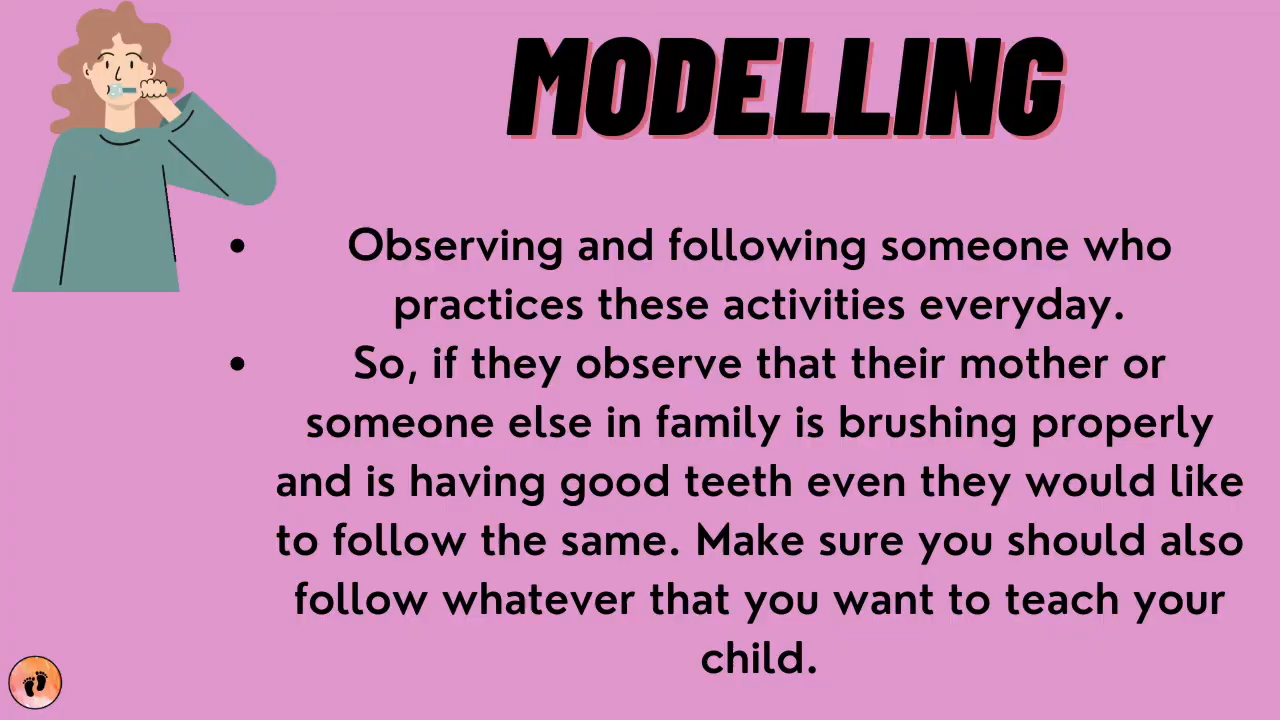 MODELLING
• Observing and following someone who
practices these activities everyday.
• So, if they observe that their mother or
someone else in family is brushing properly
and is having good teeth even they would like
to follow the same. Make sure you should also
follow whatever that you want to teach your
child.